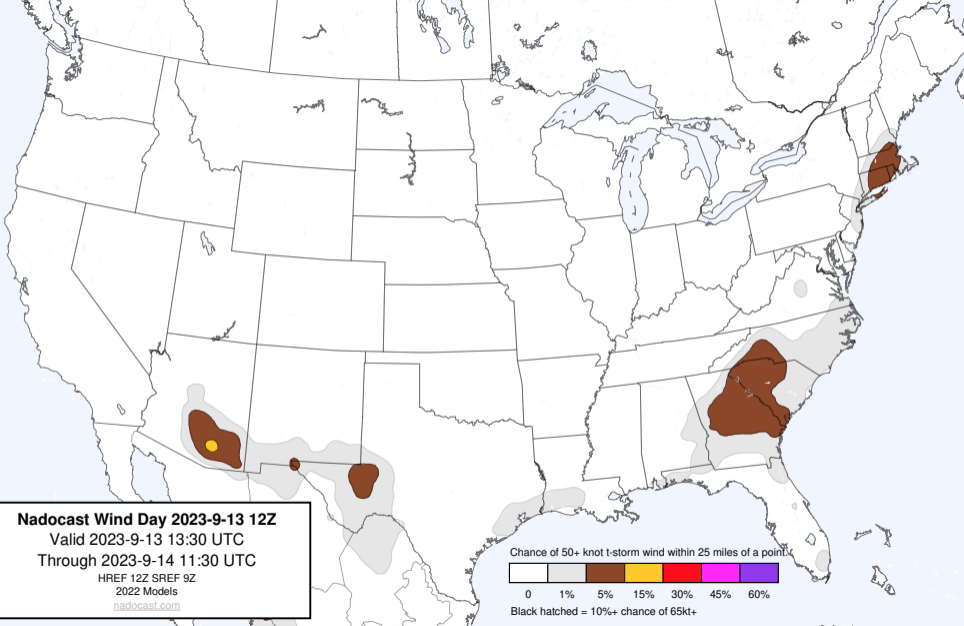 Nadocast Wind Day 2023-9-13 12Z
Valid 2023-9-13 13:30 UTC
Through 2023-9-14 11:30 UTC
HREF 12Z SREF 9Z
2022 Models
nadocast.com
Chance of 50+ knot t-storm wind within 25 miles of a point.
0 1% 5% 15% 30% 45% 60%
Black hatched = 10%+ chance of 65kt+